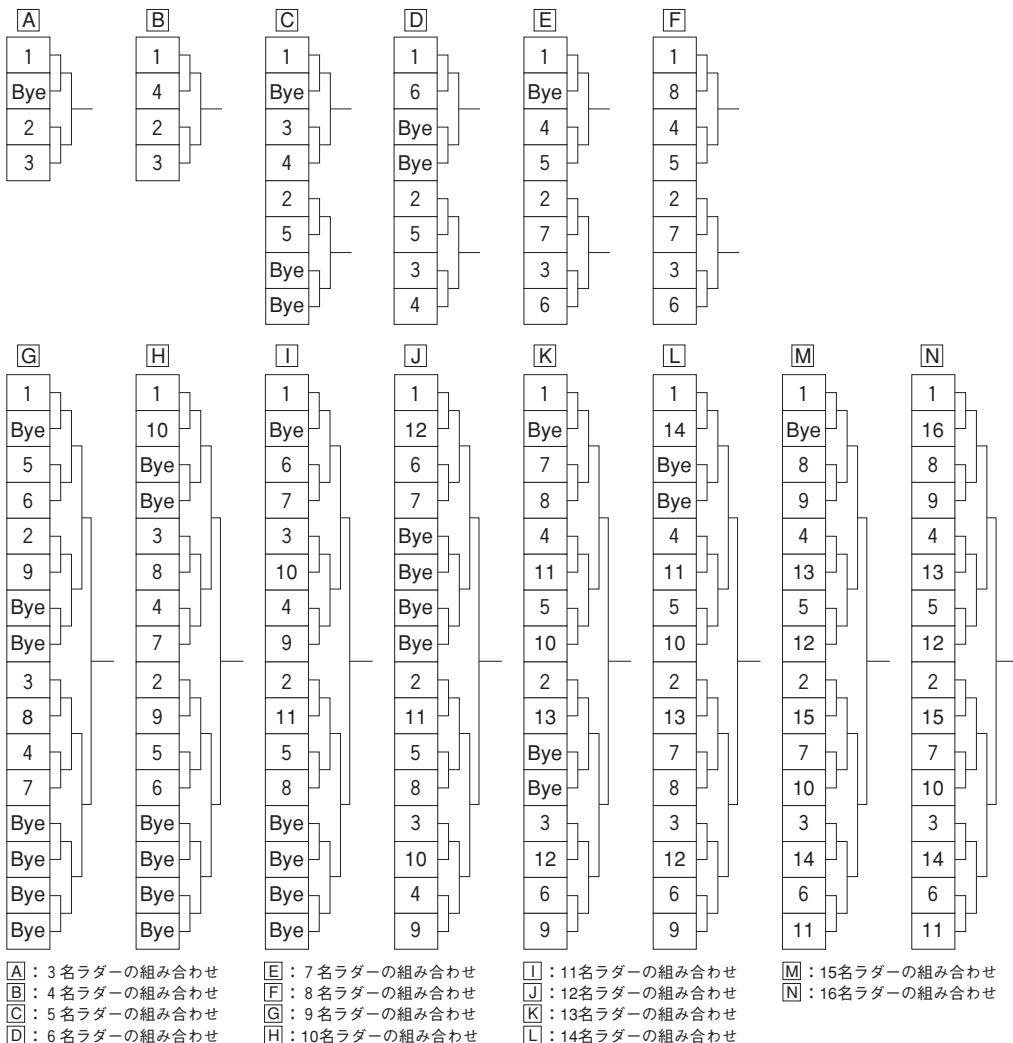 A B C D E F
1 1 1 1 1 1
Bye 4 Bye 6 Bye 8
2 2 3 Bye 4 4
3 3 4 Bye 5 5
2 2 2 2
5 5 7 7
Bye 3 3 3
Bye 4 6 6
G H I J K L M N
1 1 1 1 1 1 1 1
Bye 10 Bye 12 Bye 14 Bye 16
5 Bye 6 6 7 Bye 8 8
6 Bye 7 7 8 Bye 9 9
2 3 3 Bye 4 4 4 4
9 8 10 Bye 11 11 13 13
Bye 4 4 Bye 5 5 5 5
Bye 7 9 Bye 10 10 12 12
3 2 2 2 2 2 2 2
8 9 11 11 13 13 15 15
4 5 5 5 Bye 7 7 7
7 6 8 8 Bye 8 10 10
Bye Bye Bye 3 3 3 3 3
Bye Bye Bye 10 12 12 14 14
Bye Bye Bye 4 6 6 6 6
Bye Bye Bye 9 9 9 11 11
A:3名ラダーの組み合わせ
B:4名ラダーの組み合わせ
C:5名ラダーの組み合わせ
D:6名ラダーの組み合わせ
E:7名ラダーの組み合わせ
F:8名ラダーの組み合わせ
G:9名ラダーの組み合わせ
H:10名ラダーの組み合わせ
I:11名ラダーの組み合わせ
J:12名ラダーの組み合わせ
K:13名ラダーの組み合わせ
L:14名ラダーの組み合わせ
M:15名ラダーの組み合わせ
N:16名ラダーの組み合わせ